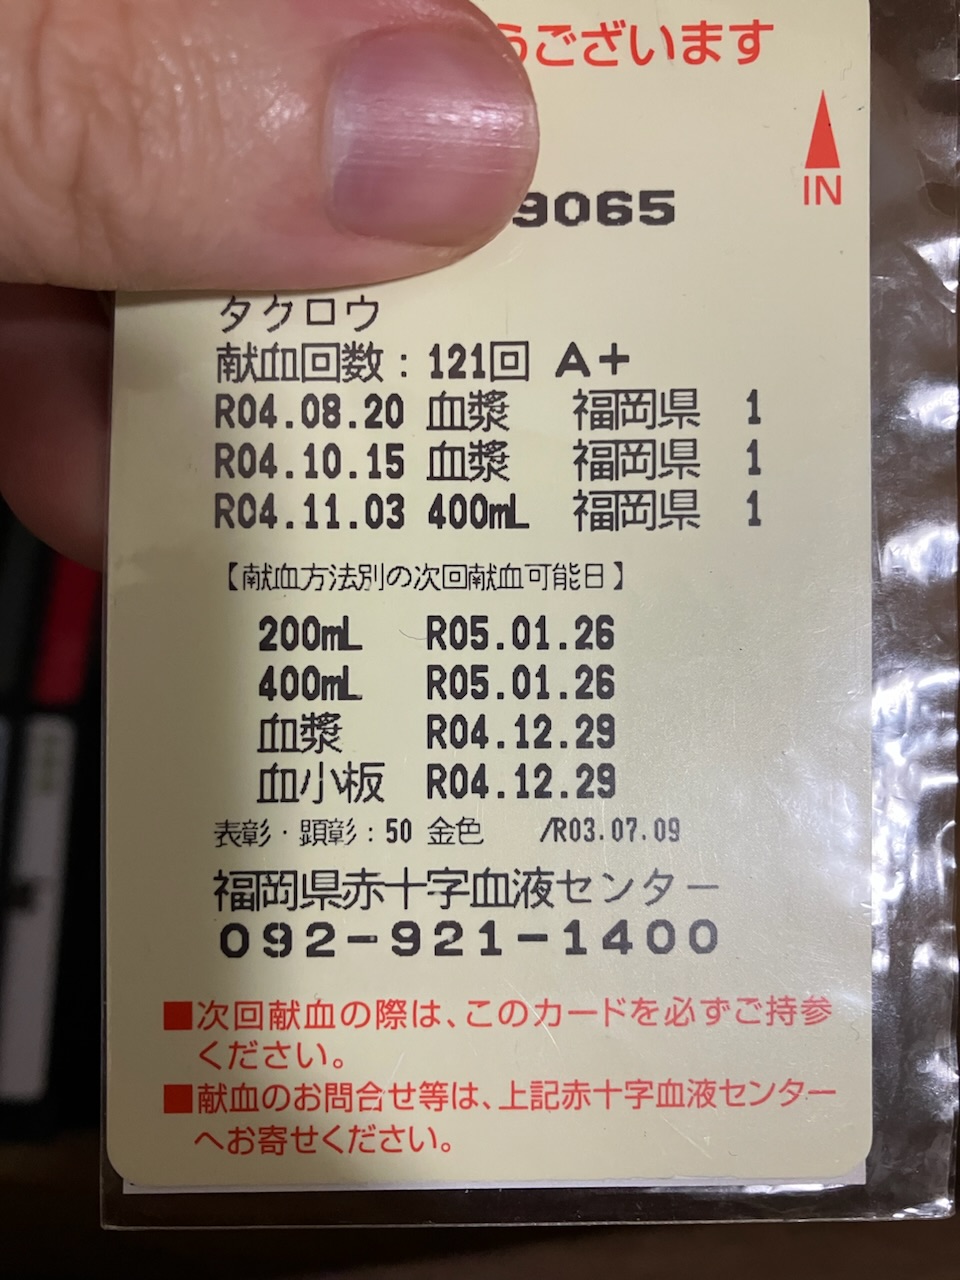 うございます
IN
9065
タクロウ
献血回数：121回 A＋
R04.08.20 血漿 福岡県 1
R04.10.15 血漿 福岡県 1
R04.11.03 400mL 福岡県 1
【献血方法別の次回献血可能日】
200mL R05.01.26
400mL R05.01.26
血漿 R04.12.29
血小板 R04.12.29
表彰・顕彰：50 金色 /R03.07.09
福岡県赤十字血液センター
092-921-1400
■次回献血の際は、このカードを必ずご持参
ください。
■献血のお問合せ等は、上記赤十字血液センター
へお寄せください。